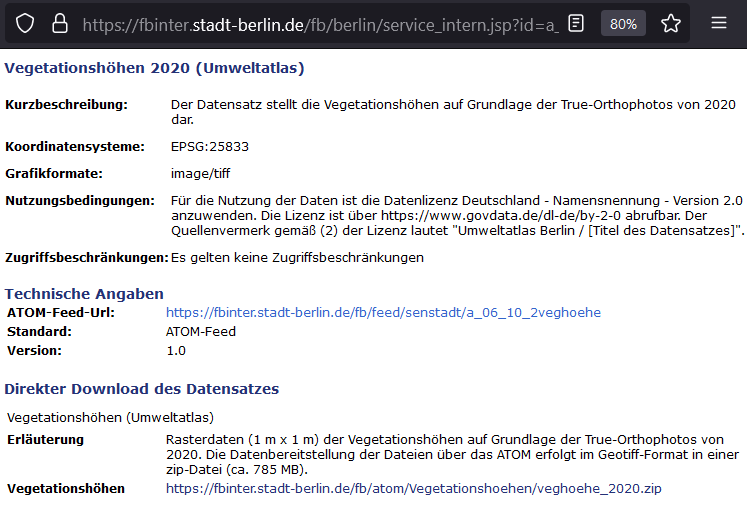 https://fbinter.stadt-berlin.de/fb/berlin/service_intern.jsp?id=a_
80%
Vegetationshöhen 2020 (Umweltatlas)
Kurzbeschreibung: Der Datensatz stellt die Vegetationshöhen auf Grundlage der True-Orthophotos von 2020
dar.
Koordinatensysteme: EPSG:25833
Grafikformate: image/tiff
Nutzungsbedingungen: Für die Nutzung der Daten ist die Datenlizenz Deutschland - Namensnennung - Version 2.0
anzuwenden. Die Lizenz ist über https://www.govdata.de/dl-de/by-2-0 abrufbar. Der
Quellenvermerk gemäß (2) der Lizenz lautet "Umweltatlas Berlin / [Titel des Datensatzes]".
Zugriffsbeschränkungen: Es gelten keine Zugriffsbeschränkungen
Technische Angaben
ATOM-Feed-Url: https://fbinter.stadt-berlin.de/fb/feed/senstadt/a_06_10_2veghoehe
Standard: ATOM-Feed
Version: 1.0
Direkter Download des Datensatzes
Vegetationshöhen (Umweltatlas)
Erläuterung Rasterdaten (1 m x 1 m) der Vegetationshöhen auf Grundlage der True-Orthophotos von
2020. Die Datenbereitstellung der Dateien über das ATOM erfolgt im Geotiff-Format in einer
zip-Datei (ca. 785 MB).
Vegetationshöhen https://fbinter.stadt-berlin.de/fb/atom/Vegetationshoehen/veghoehe_2020.zip